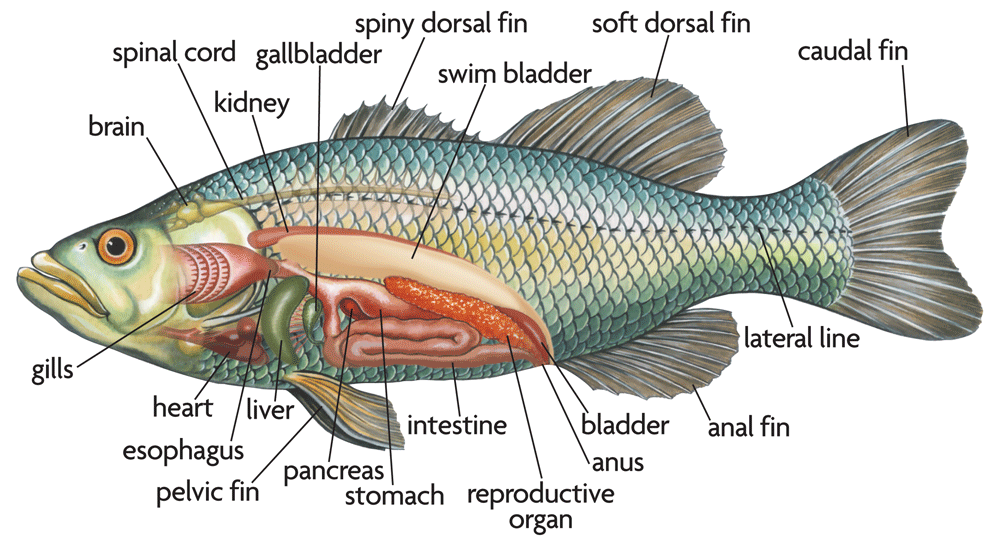 spiny dorsal fin
soft dorsal fin
spinal cord
gallbladder
caudal fin
swim bladder
kidney
brain
lateral line
gills
heart
liver
intestine
bladder
anal fin
esophagus
anus
pancreas
pelvic fin
stomach
reproductive
organ